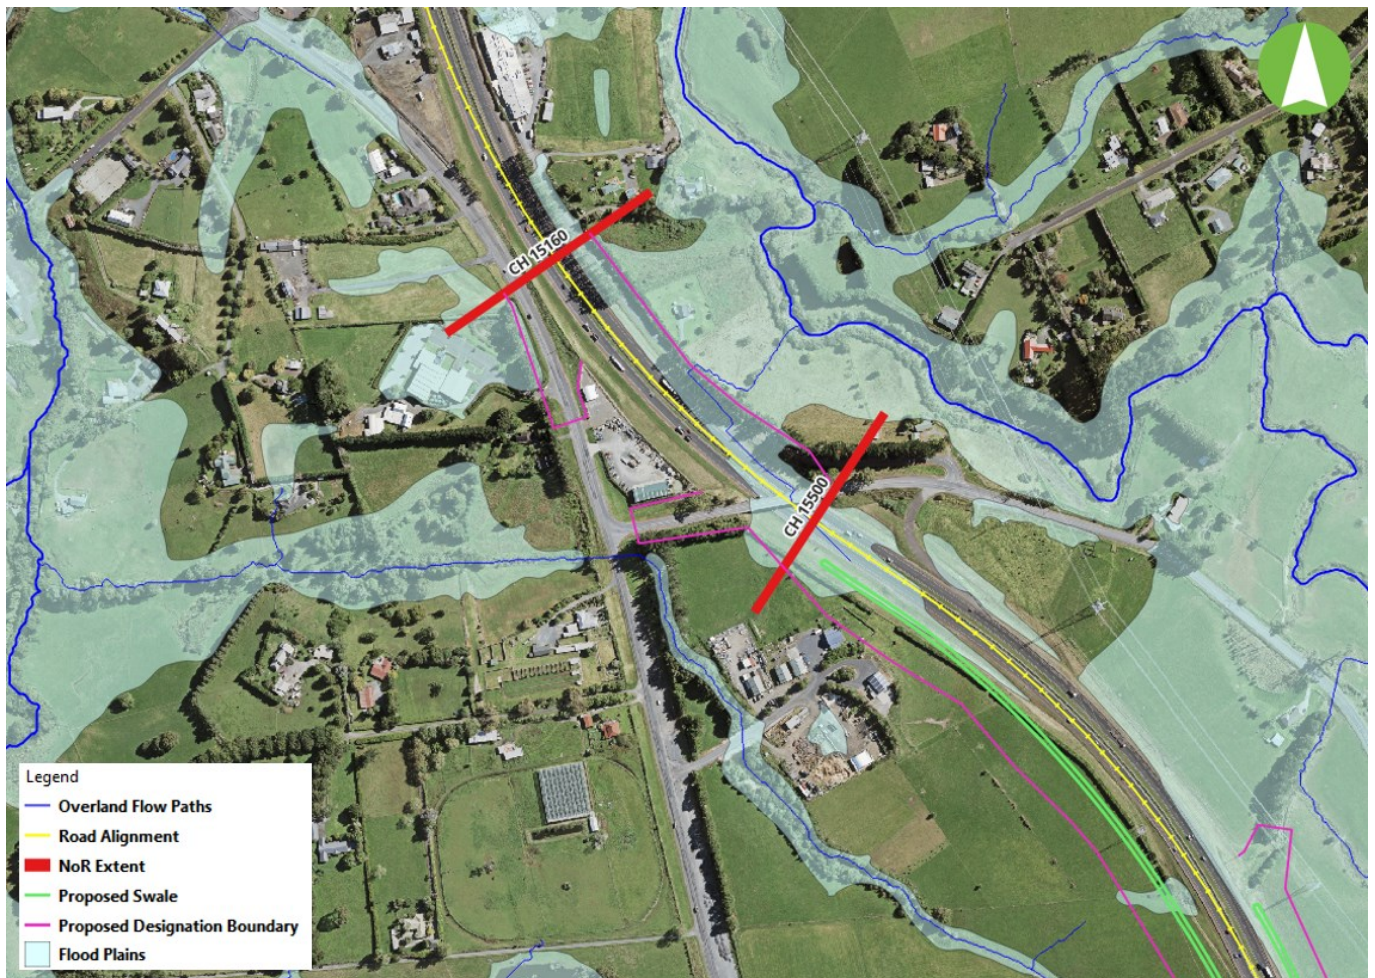 CH 15160
CH 15500
Legend
Overland Flow Paths
Road Alignment
NoR Extent
Proposed Swale
Proposed Designation Boundary
Flood Plains